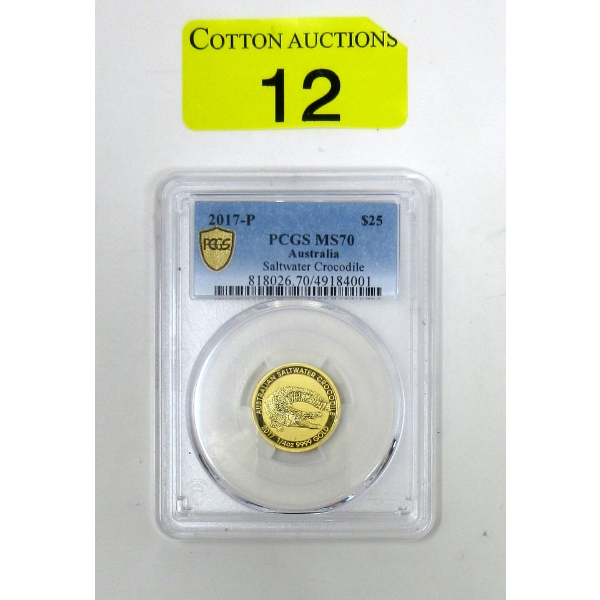 COTTON AUCTIONS
12
2017-P $25
PCGS PCGS MS70
Australia
Saltwater Crocodile
818026.70/49184001
AUSTRALIAN SALTWATER CROCODILE
2017 1/4oz 9999 GOLD